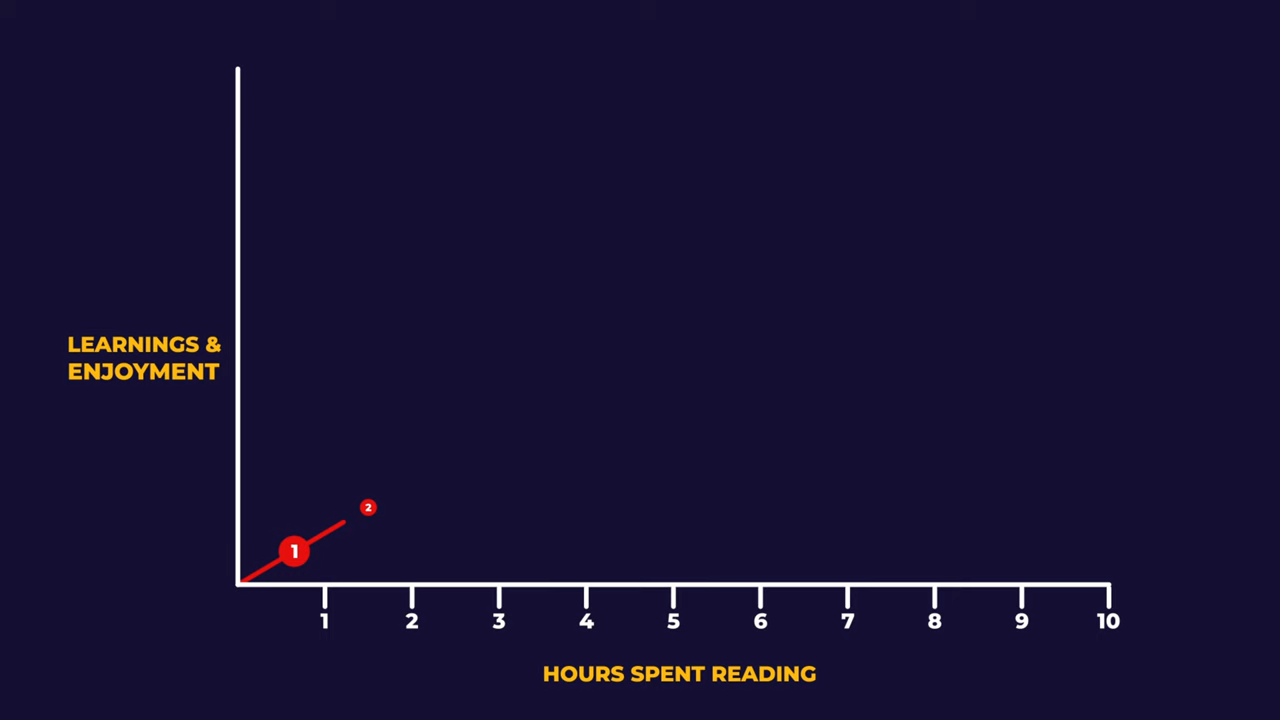 LEARNINGS &
ENJOYMENT
2
1
1 2 3 4 5 6 7 8 9 10
HOURS SPENT READING